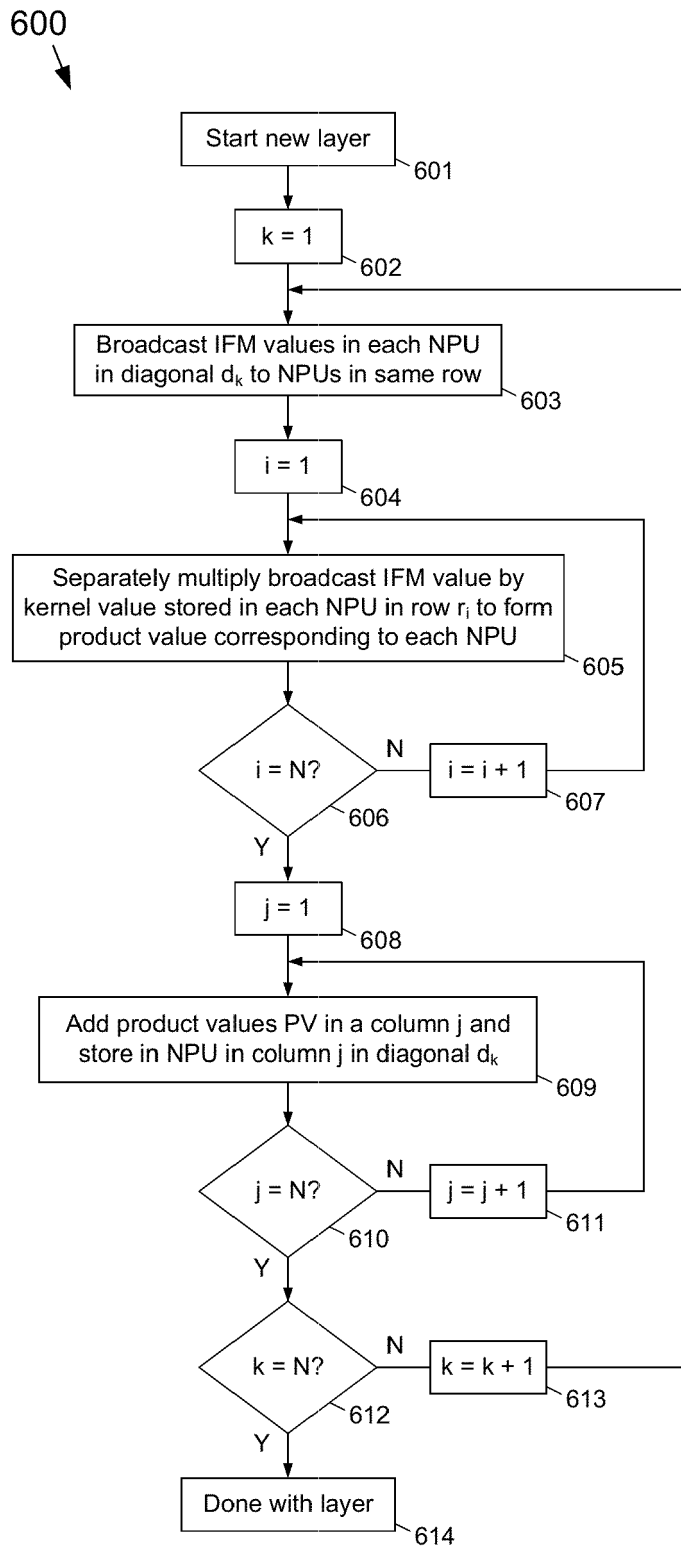 600
Start new layer
601
k = 1
602
Broadcast IFM values in each NPU
in diagonal dk to NPUs in same row
603
i = 1
604
Separately multiply broadcast IFM value by
kernel value stored in each NPU in row ri to form
product value corresponding to each NPU
605
i = N?
606
N
i = i + 1
607
Y
j = 1
608
Add product values PV in a column j and
store in NPU in column j in diagonal dk
609
j = N?
610
N
j = j + 1
611
Y
k = N?
612
N
k = k + 1
613
Y
Done with layer
614